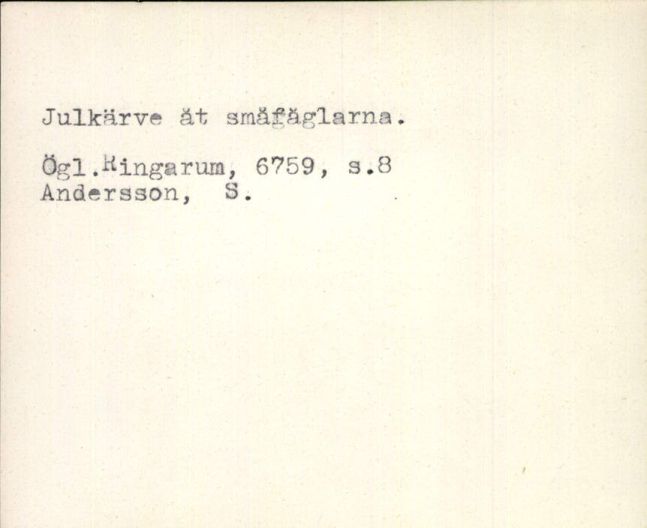 Julkärve åt småfåglarna.
Ögl.Ringarum, 6759, s.8
Andersson, S.